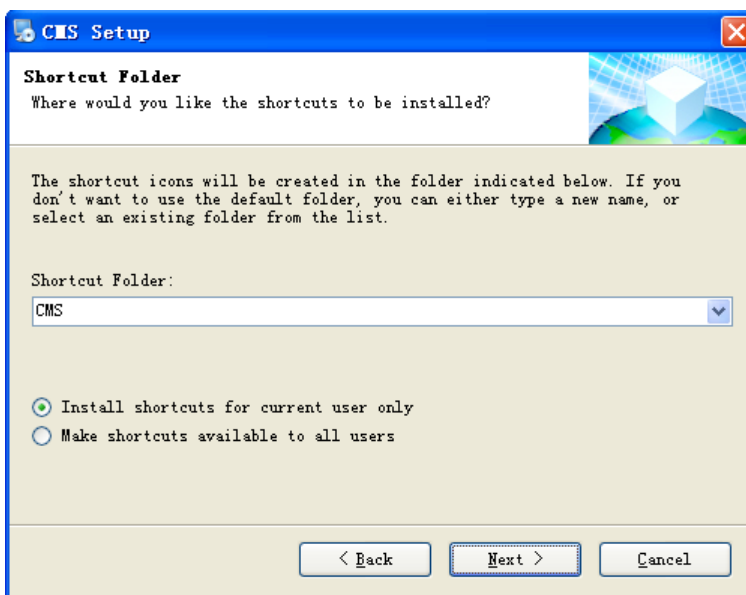 CMS Setup
Shortcut Folder
Where would you like the shortcuts to be installed?
The shortcut icons will be created in the folder indicated below. If you
don't want to use the default folder, you can either type a new name, or
select an existing folder from the list.
Shortcut Folder:
CMS
Install shortcuts for current user only
Make shortcuts available to all users
< Back
Next >
Cancel